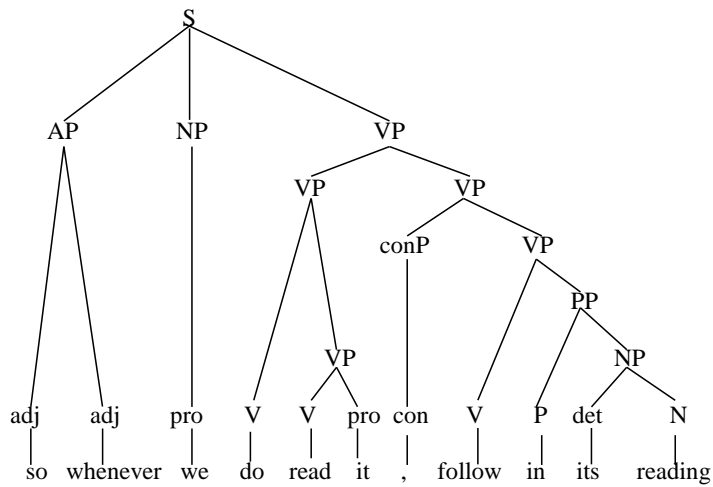 S
AP NP VP
VP VP
conP VP
PP
VP NP
adj adj pro V V pro con V P det N
so whenever we do read it , follow in its reading